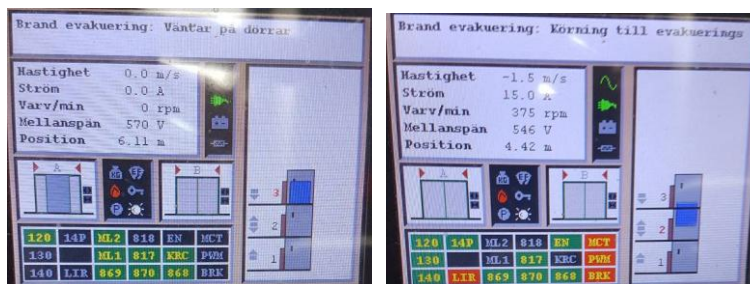 Brand evakuering: Väntar på dörrar
Hastighet 0.0 m/s
Ström 0.0 A
Varv/min 0 rpm
Mellanspän 570 V
Position 6.11 m
A
B
KG
P
3
2
1
120 14P ML2 818 EN MCT
130 ML1 817 KRC PWM
140 LIR 869 870 868 BRK
Brand evakuering: Körning till evakuerings
Hastighet -1.5 m/s
Ström 15.0 A
Varv/min 375 rpm
Mellanspän 546 V
Position 4.42 m
A
B
KG
P
3
2
1
120 14P ML2 818 EN MCT
130 ML1 817 KRC PWM
140 LIR 869 870 868 BRK